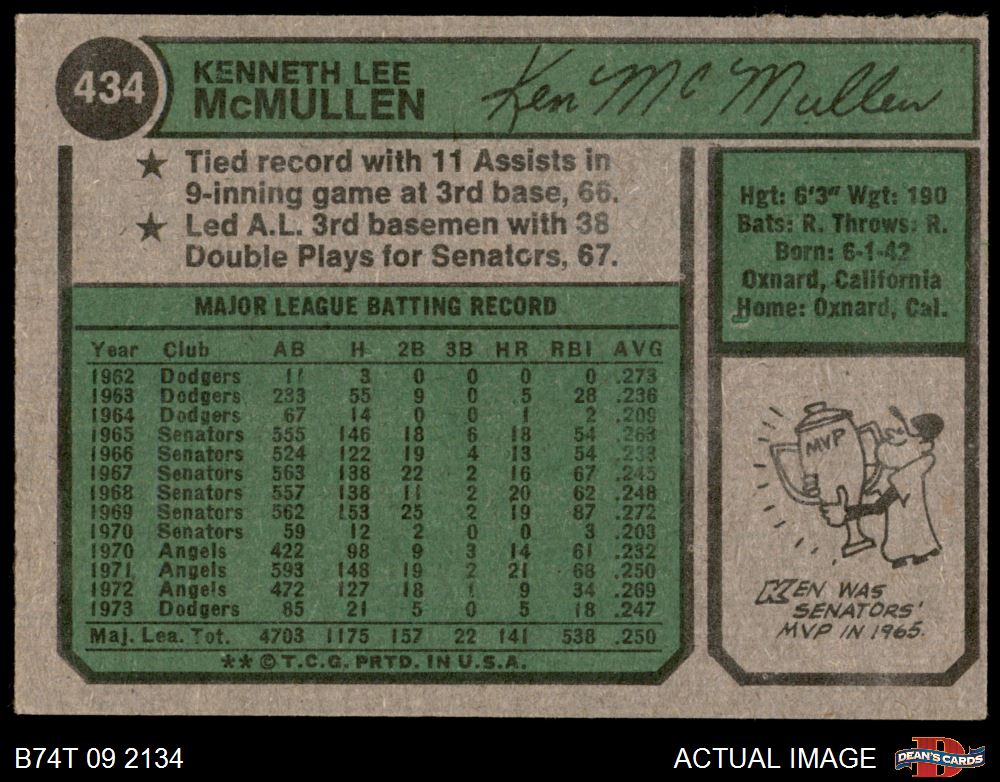 434
KENNETH LEE
McMULLEN
Ken McMullen
★ Tied record with 11 Assists in
9-inning game at 3rd base, 66.
★ Led A.L. 3rd basemen with 38
Double Plays for Senators, 67.
MAJOR LEAGUE BATTING RECORD
Year Club AB H 2B 3B HR RBI AVG
1962 Dodgers 11 3 0 0 0 0 .273
1963 Dodgers 233 55 9 0 5 28 .236
1964 Dodgers 67 14 0 0 1 2 .209
1965 Senators 555 146 18 6 18 54 .263
1966 Senators 524 122 19 4 13 54 .233
1967 Senators 563 138 22 2 16 67 .245
1968 Senators 557 138 11 2 20 62 .248
1969 Senators 562 153 25 2 19 87 .272
1970 Senators 59 12 2 0 0 3 .203
1970 Angels 422 98 9 3 14 61 .232
1971 Angels 593 148 19 2 21 68 .250
1972 Angels 472 127 18 1 9 34 .269
1973 Dodgers 85 21 5 0 5 18 .247
Maj. Lea. Tot. 4703 1175 157 22 141 538 .250
** © T.C.G. PRTD. IN U.S.A.
Hgt: 6'3" Wgt: 190
Bats: R. Throws: R.
Born: 6-1-42
Oxnard, California
Home: Oxnard, Cal.
MVP
KEN WAS
SENATORS'
MVP IN 1965.
B74T 09 2134
ACTUAL IMAGE
D
DEAN'S CARDS